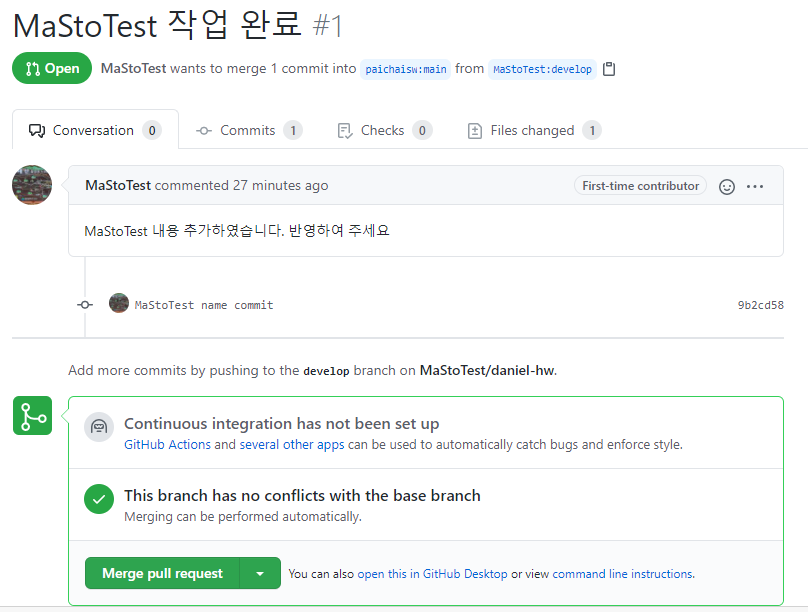 MaStoTest 작업 완료 #1
Open MaStoTest wants to merge 1 commit into paichaisw:main from MaStoTest:develop
Conversation 0 Commits 1 Checks 0 Files changed 1
MaStoTest commented 27 minutes ago First-time contributor
MaStoTest 내용 추가하였습니다. 반영하여 주세요
MaStoTest name commit 9b2cd58
Add more commits by pushing to the develop branch on MaStoTest/daniel-hw.
Continuous integration has not been set up
GitHub Actions and several other apps can be used to automatically catch bugs and enforce style.
This branch has no conflicts with the base branch
Merging can be performed automatically.
Merge pull request You can also open this in GitHub Desktop or view command line instructions.